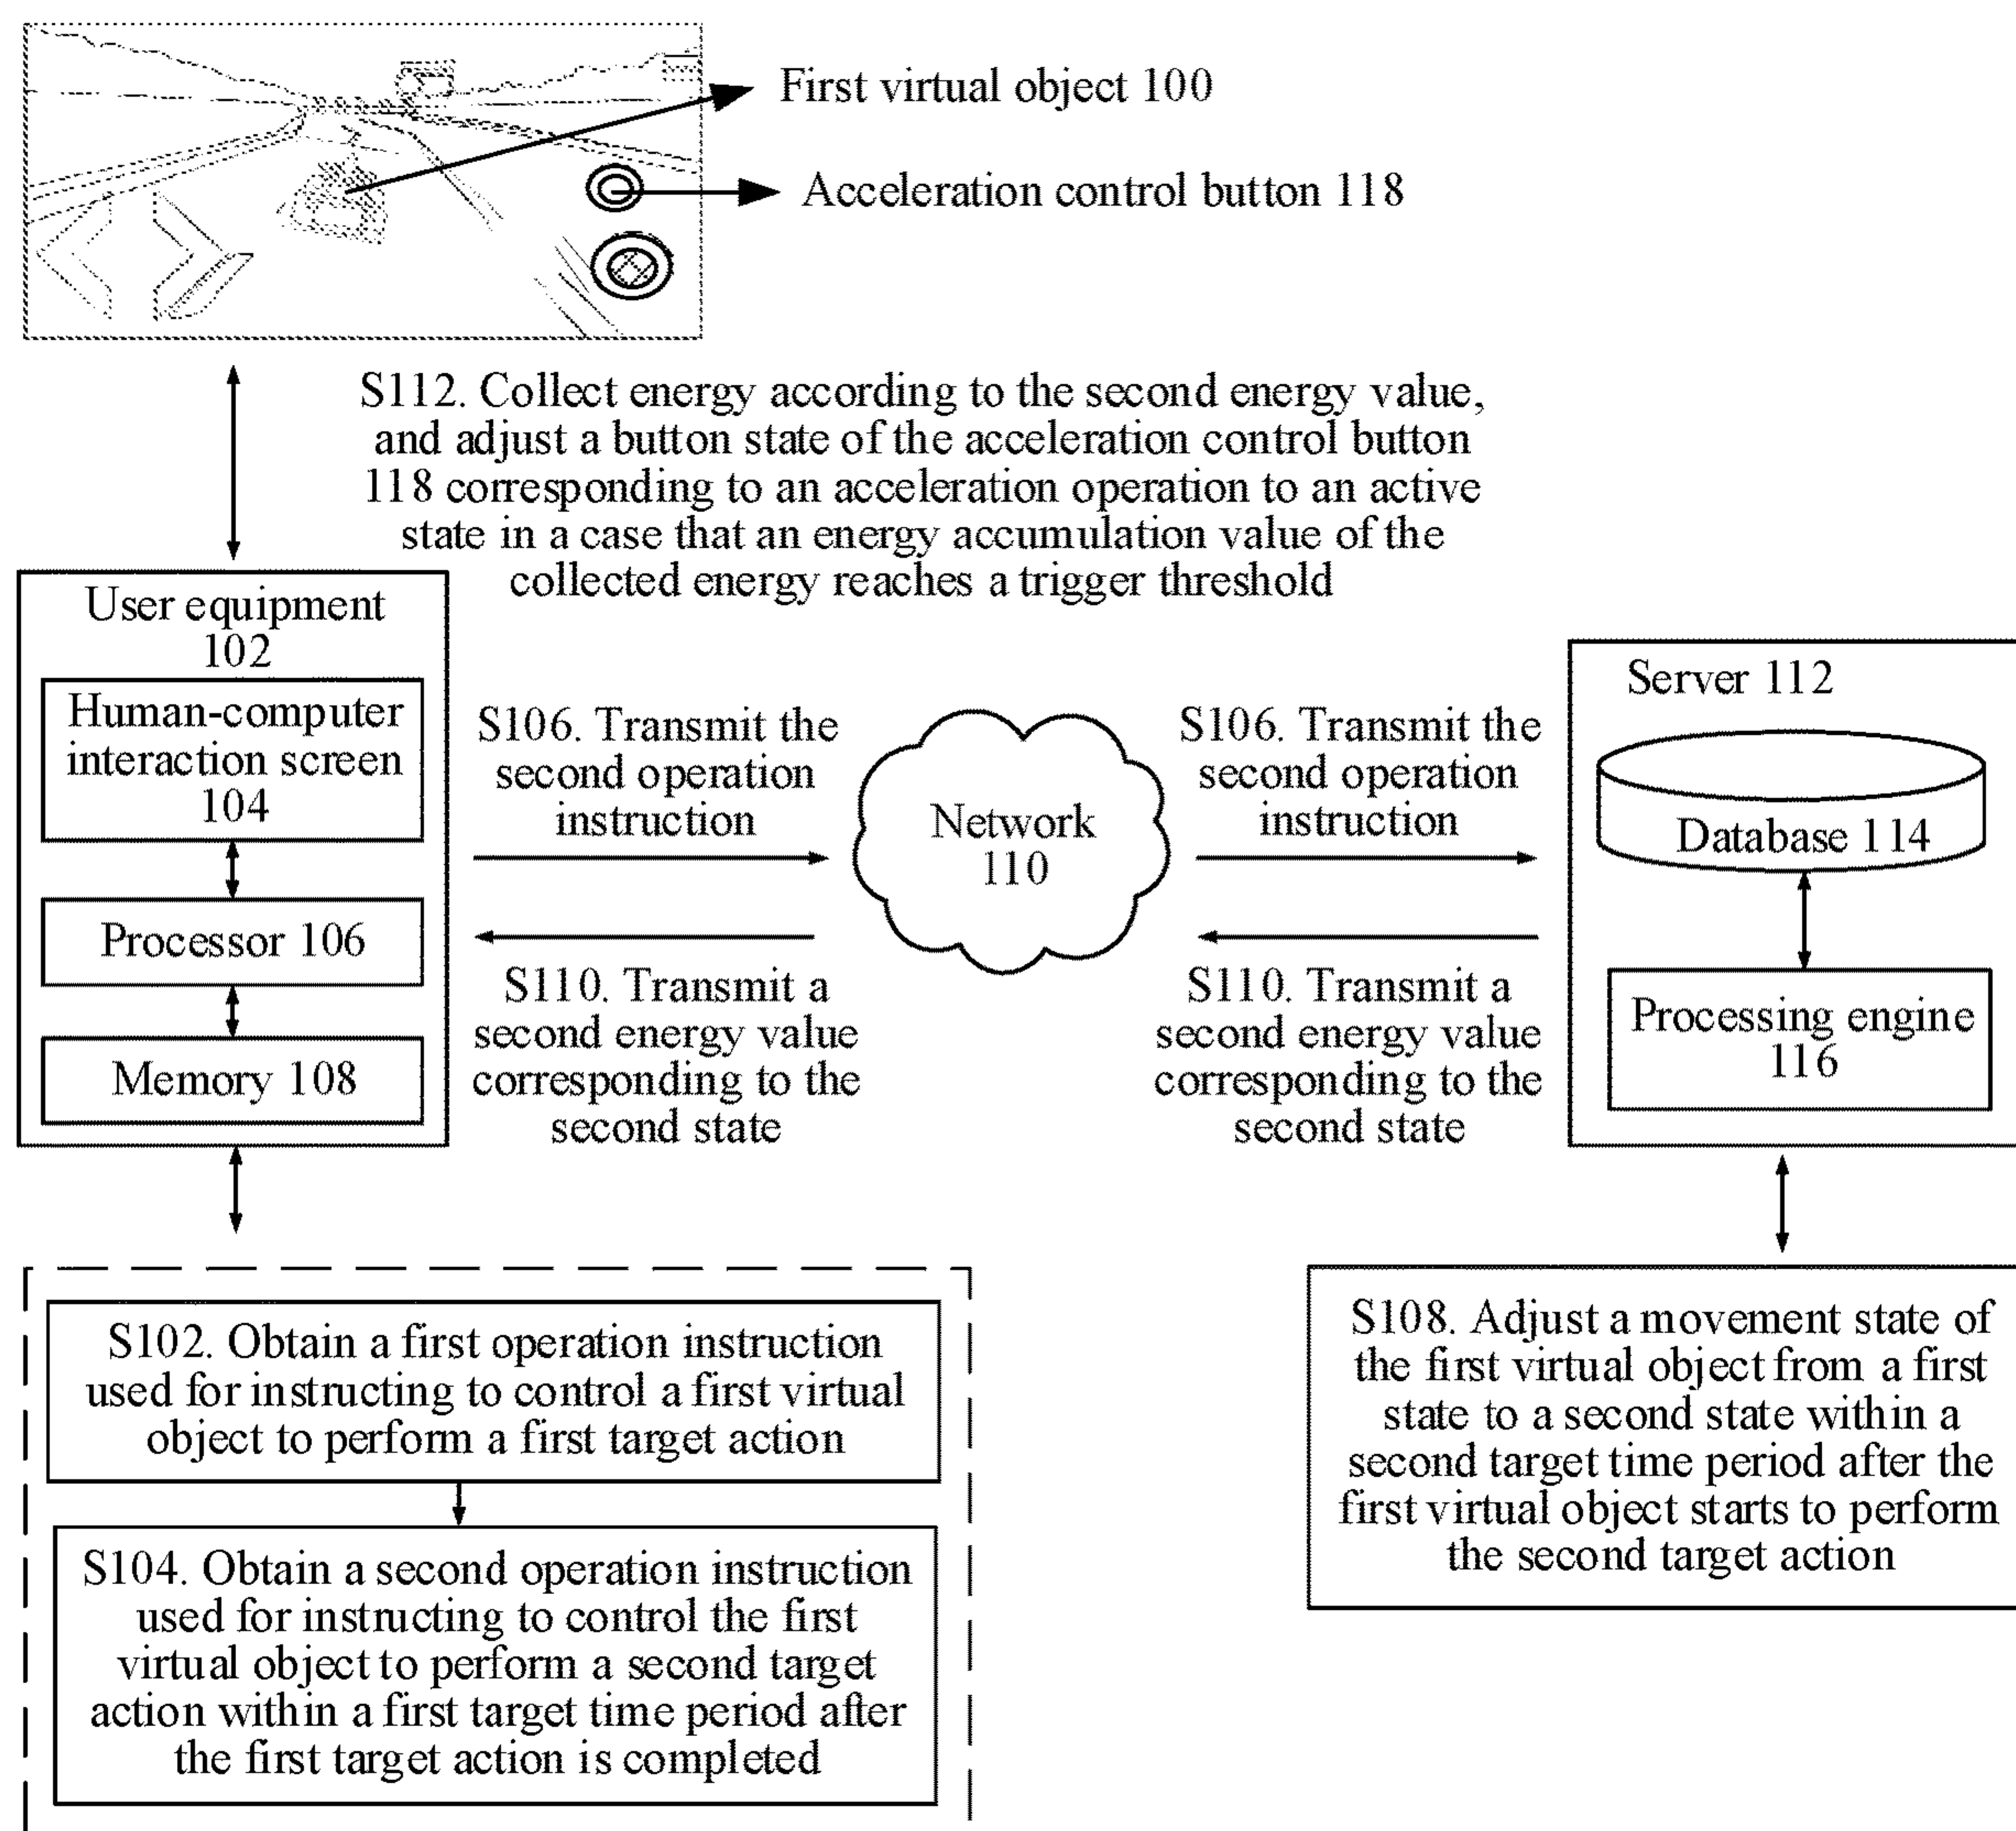 First virtual object 100
Acceleration control button 118
S112. Collect energy according to the second energy value,
and adjust a button state of the acceleration control button
118 corresponding to an acceleration operation to an active
state in a case that an energy accumulation value of the
collected energy reaches a trigger threshold
User equipment
102
Human-computer
interaction screen
104
Processor 106
Memory 108
S106. Transmit the
second operation
instruction
S110. Transmit a
second energy value
corresponding to the
second state
Network
110
S106. Transmit the
second operation
instruction
S110. Transmit a
second energy value
corresponding to the
second state
Server 112
Database 114
Processing engine
116
S102. Obtain a first operation instruction
used for instructing to control a first virtual
object to perform a first target action
S104. Obtain a second operation instruction
used for instructing to control the first
virtual object to perform a second target
action within a first target time period after
the first target action is completed
S108. Adjust a movement state of
the first virtual object from a first
state to a second state within a
second target time period after the
first virtual object starts to perform
the second target action